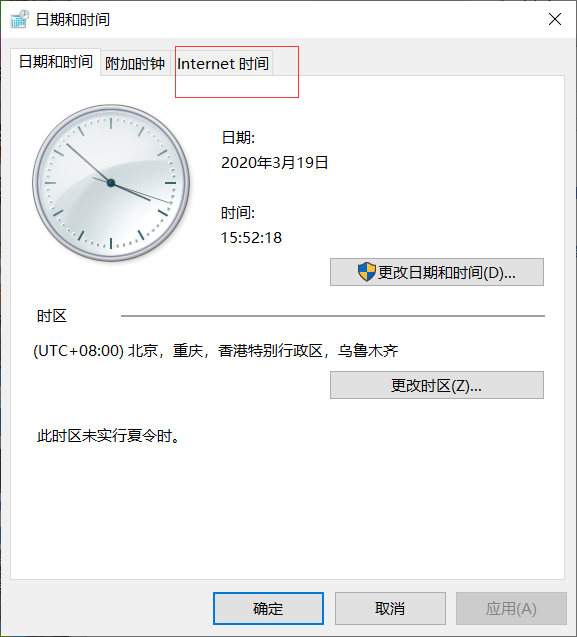 日期和时间
日期和时间 附加时钟 Internet 时间
日期:
2020年3月19日
时间:
15:52:18
更改日期和时间(D)...
时区
(UTC+08:00) 北京，重庆，香港特别行政区，乌鲁木齐
更改时区(Z)...
此时区未实行夏令时。
确定 取消 应用(A)